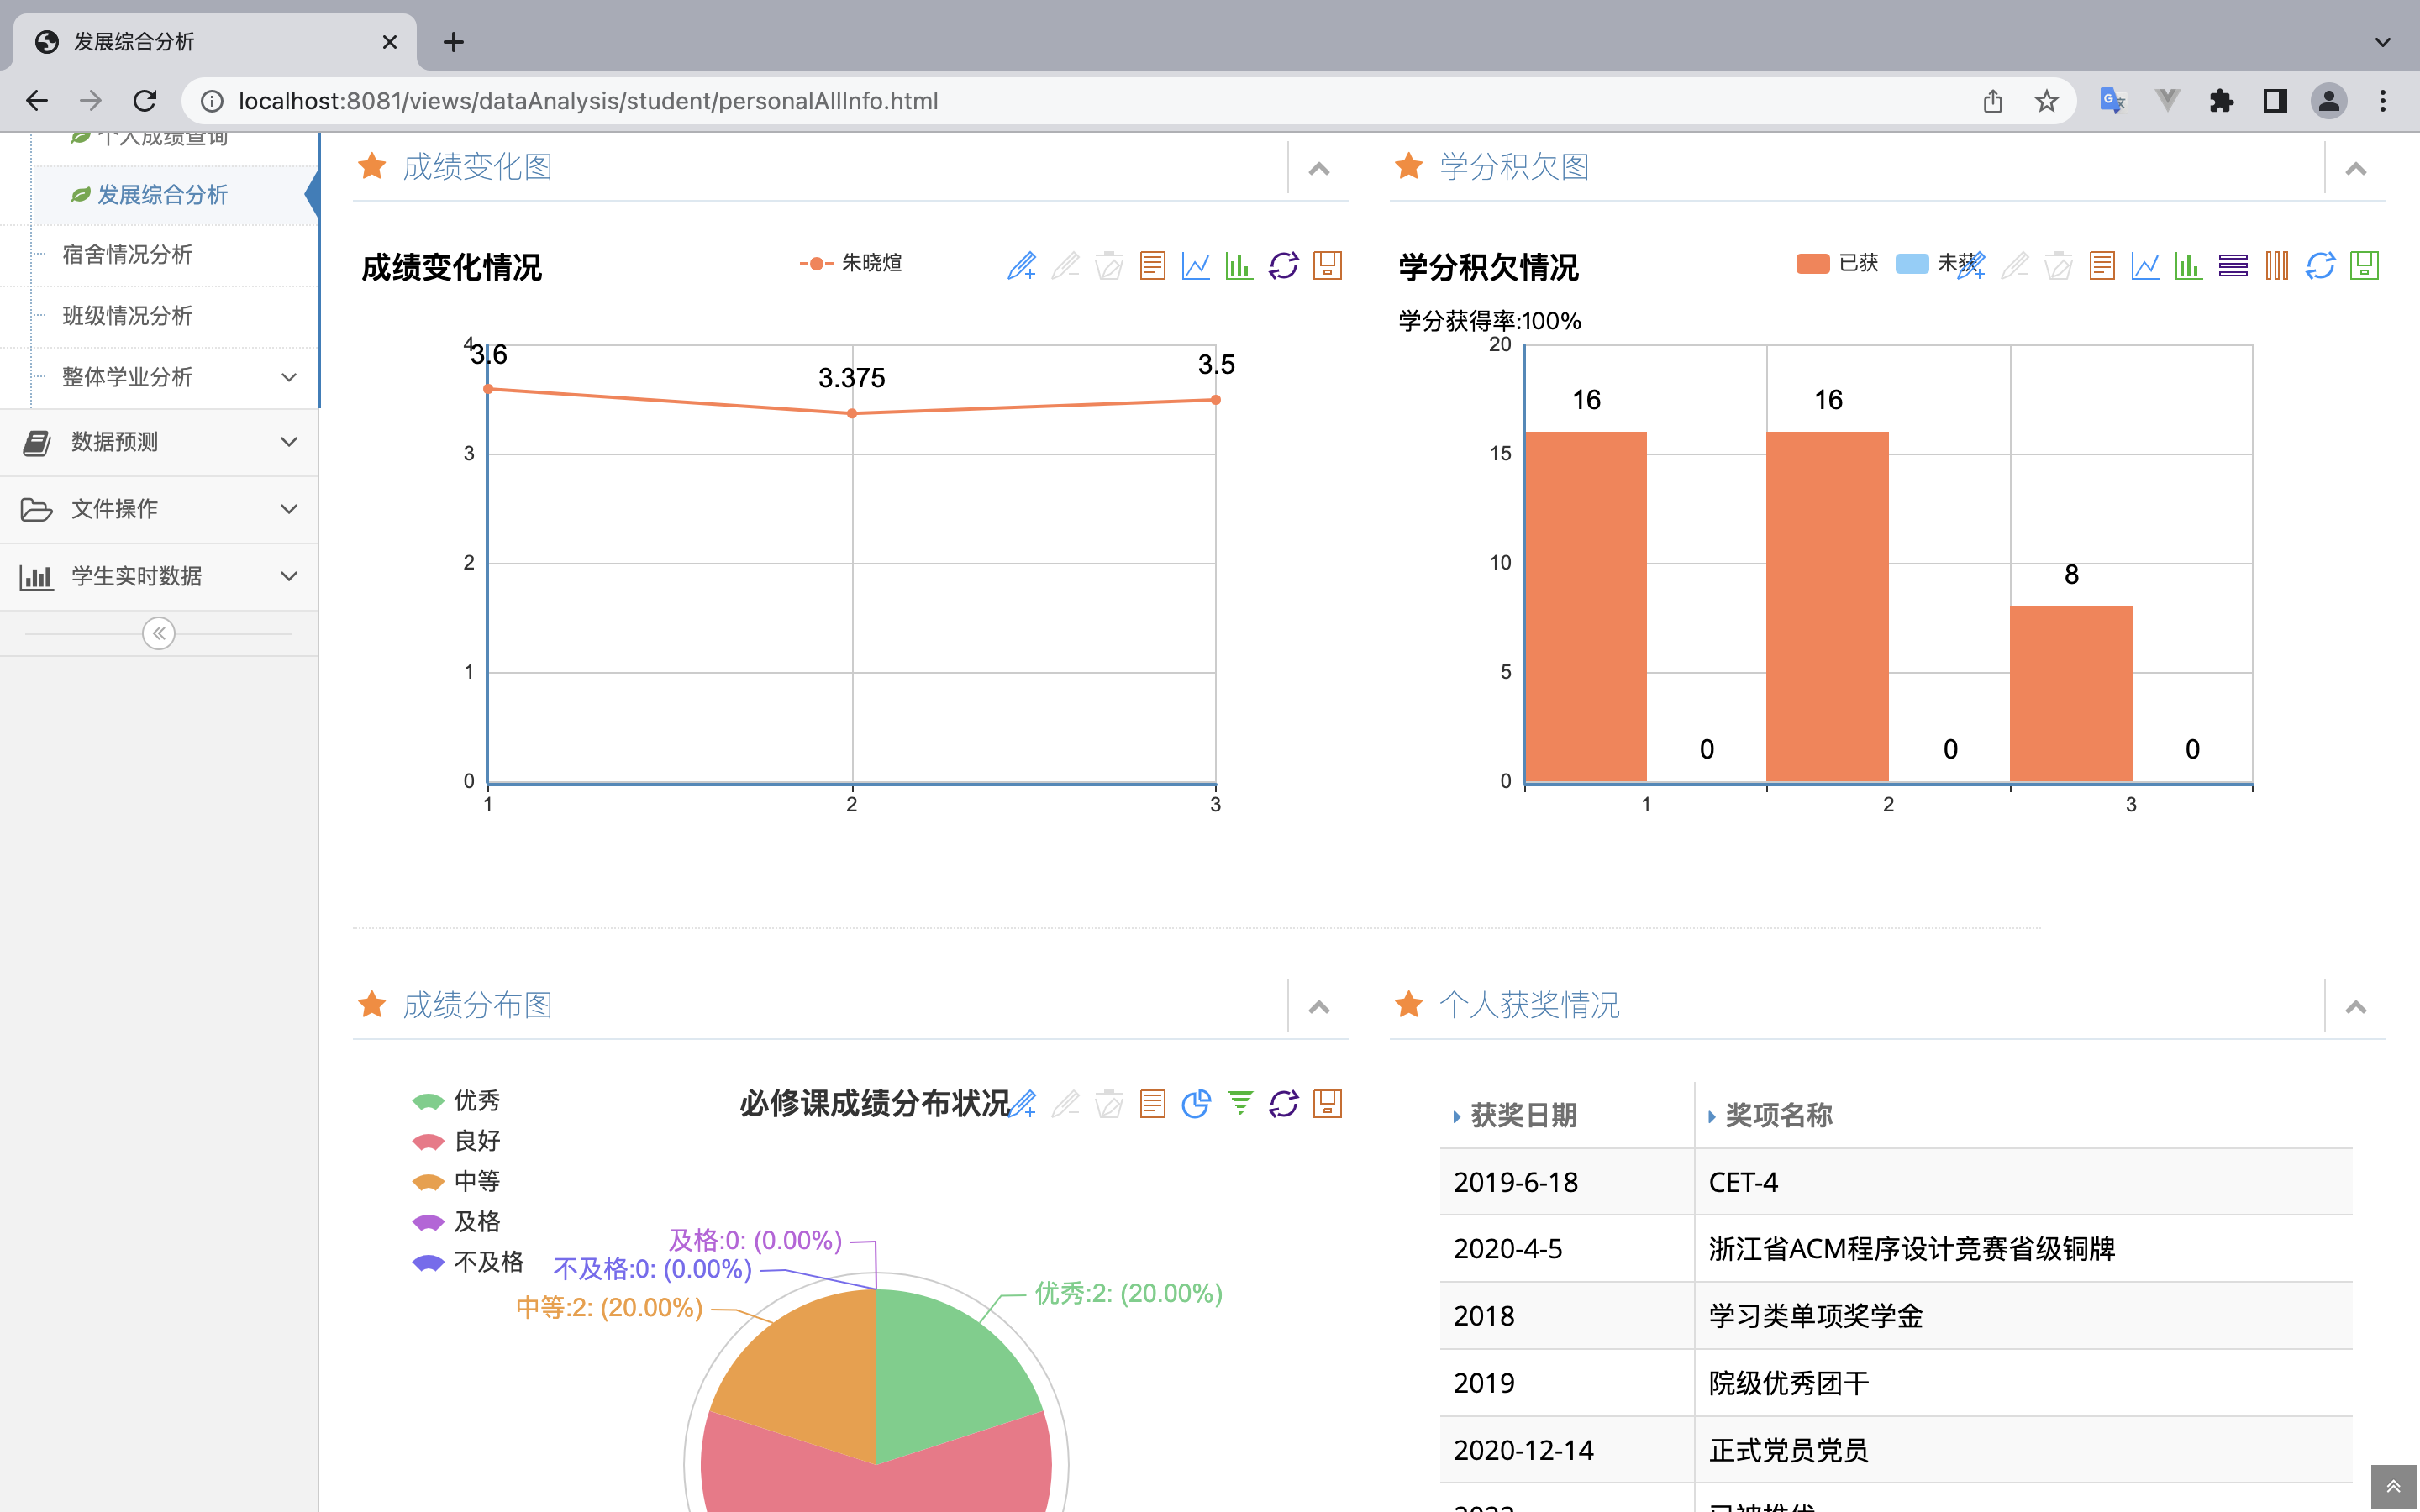 发展综合分析
localhost:8081/views/dataAnalysis/student/personalAllInfo.html
个人成绩查询
发展综合分析
宿舍情况分析
班级情况分析
整体学业分析
数据预测
文件操作
学生实时数据
成绩变化图
成绩变化情况
朱晓煊
4
3
2
1
0
3.6
3.375
3.5
1 2 3
学分积欠图
学分积欠情况
已获 未获
学分获得率:100%
20
15
10
5
0
16 16 8
0 0 0
1 2 3
成绩分布图
优秀
良好
中等
及格
不及格
必修课成绩分布状况
及格:0: (0.00%)
不及格:0: (0.00%)
中等:2: (20.00%)
优秀:2: (20.00%)
个人获奖情况
获奖日期 奖项名称
2019-6-18 CET-4
2020-4-5 浙江省ACM程序设计竞赛省级铜牌
2018 学习类单项奖学金
2019 院级优秀团干
2020-12-14 正式党员党员